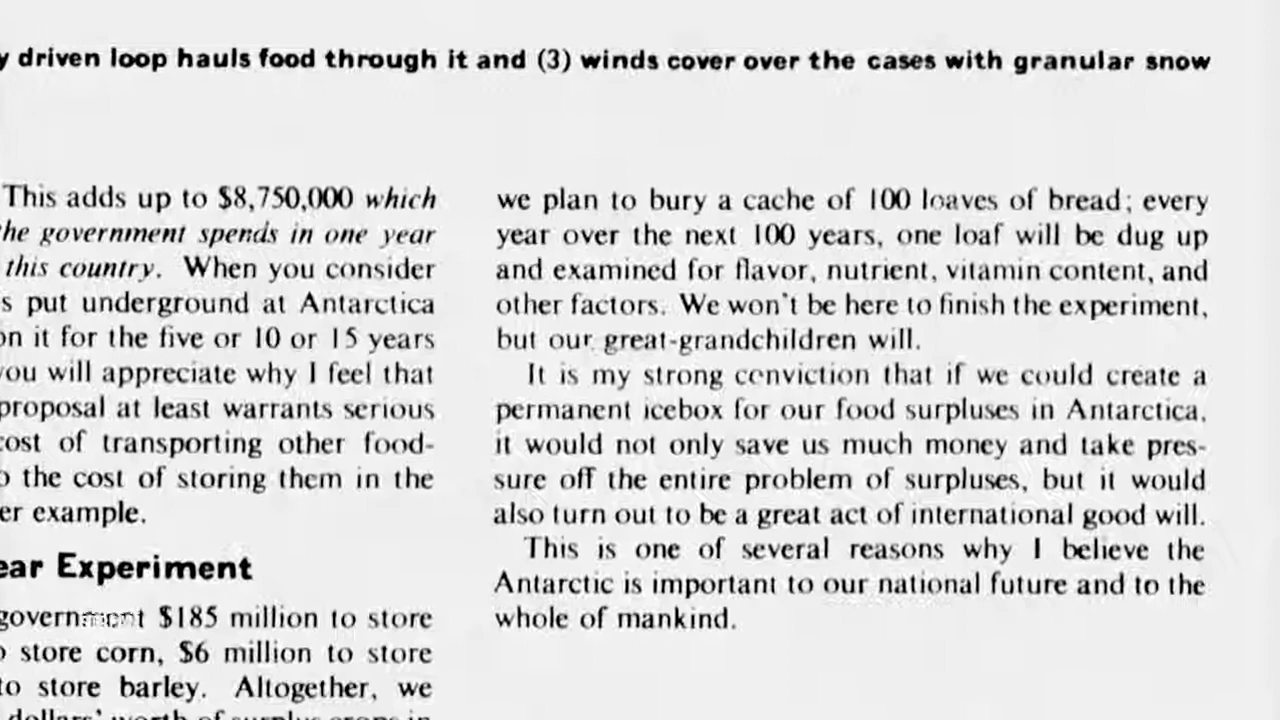 driven loop hauls food through it and (3) winds cover over the cases with granular snow
This adds up to $8,750,000 which
the government spends in one year
this country. When you consider
s put underground at Antarctica
on it for the five or 10 or 15 years
you will appreciate why I feel that
proposal at least warrants serious
cost of transporting other food-
the cost of storing them in the
er example.
ear Experiment
government $185 million to store
store corn, $6 million to store
to store barley. Altogether, we
dollars' worth of surplus crops in
we plan to bury a cache of 100 loaves of bread; every
year over the next 100 years, one loaf will be dug up
and examined for flavor, nutrient, vitamin content, and
other factors. We won't be here to finish the experiment,
but our great-grandchildren will.
It is my strong conviction that if we could create a
permanent icebox for our food surpluses in Antarctica,
it would not only save us much money and take pres-
sure off the entire problem of surpluses, but it would
also turn out to be a great act of international good will.
This is one of several reasons why I believe the
Antarctic is important to our national future and to the
whole of mankind.